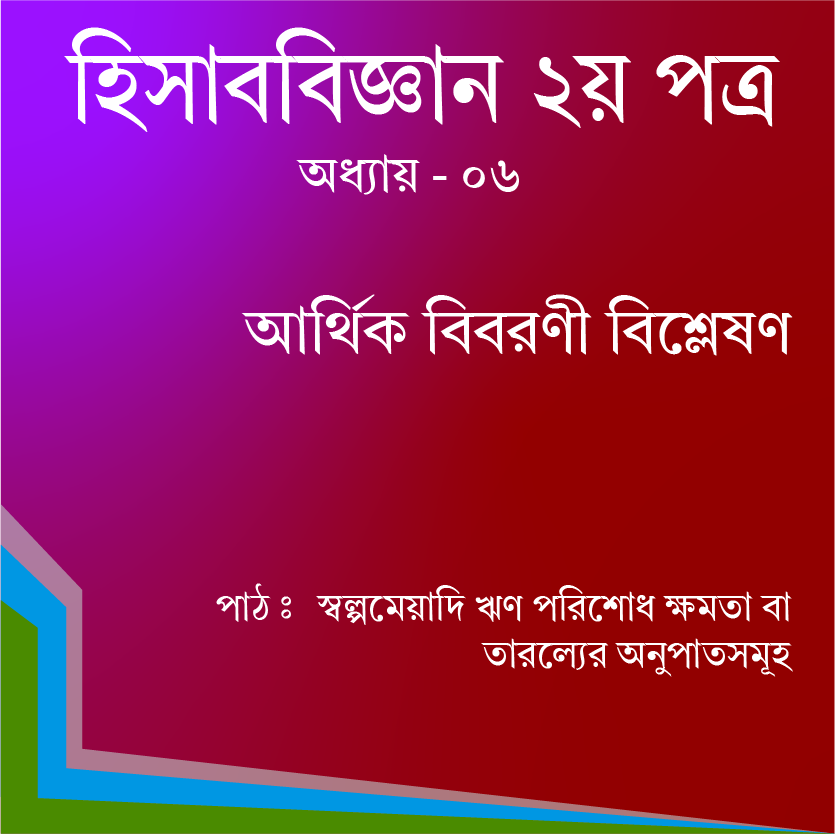 হিসাববিজ্ঞান ২য় পত্র
অধ্যায় - ০৬
আর্থিক বিবরণী বিশ্লেষণ
পাঠ ঃ স্বল্পমেয়াদি ঋণ পরিশোধ ক্ষমতা বা
তারল্যের অনুপাতসমূহ